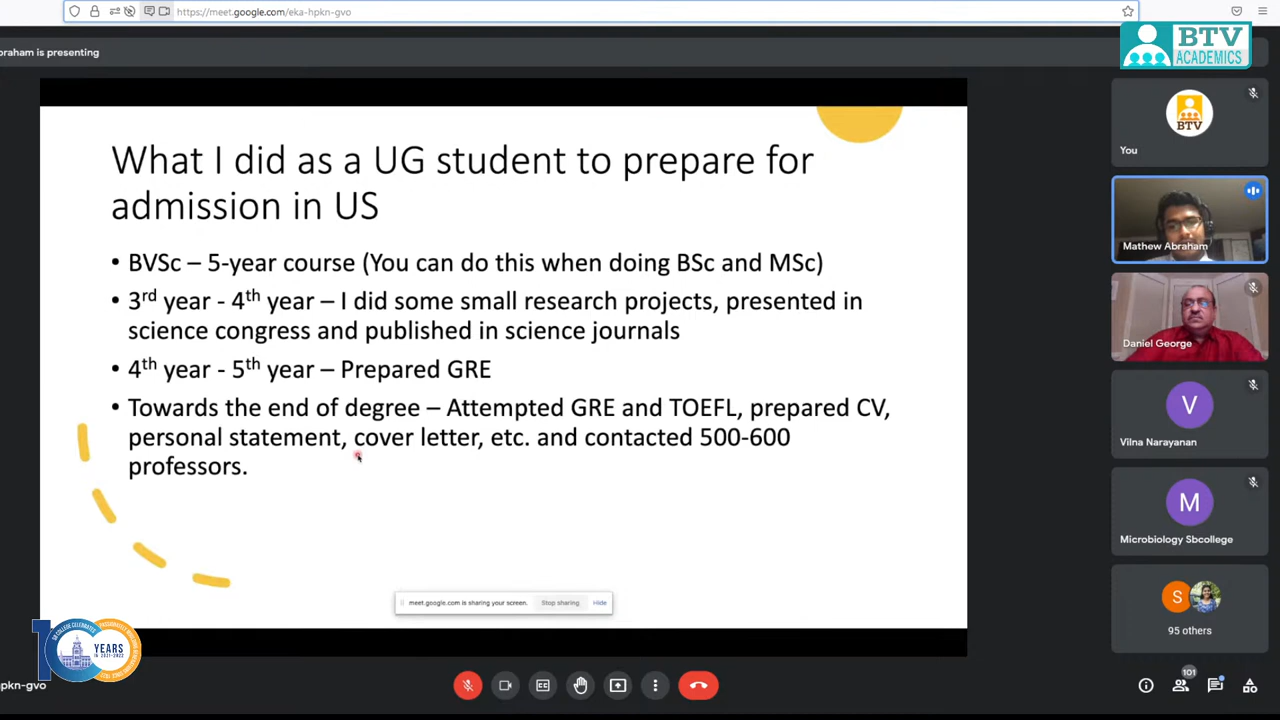 https://meet.google.com/eka-hpkn-gvo
braham is presenting
BTV
ACADEMICS
What I did as a UG student to prepare for
admission in US
• BVSc – 5-year course (You can do this when doing BSc and MSc)
• 3rd year - 4th year – I did some small research projects, presented in
science congress and published in science journals
• 4th year - 5th year – Prepared GRE
• Towards the end of degree – Attempted GRE and TOEFL, prepared CV,
personal statement, cover letter, etc. and contacted 500-600
professors.
meet.google.com is sharing your screen.
Stop sharing
Hide
BTV
You
Mathew Abraham
Daniel George
V
Vilna Narayanan
M
Microbiology Sbcollege
S
95 others
100
YEARS
IN 2021-2022
hpkn-gvo
101